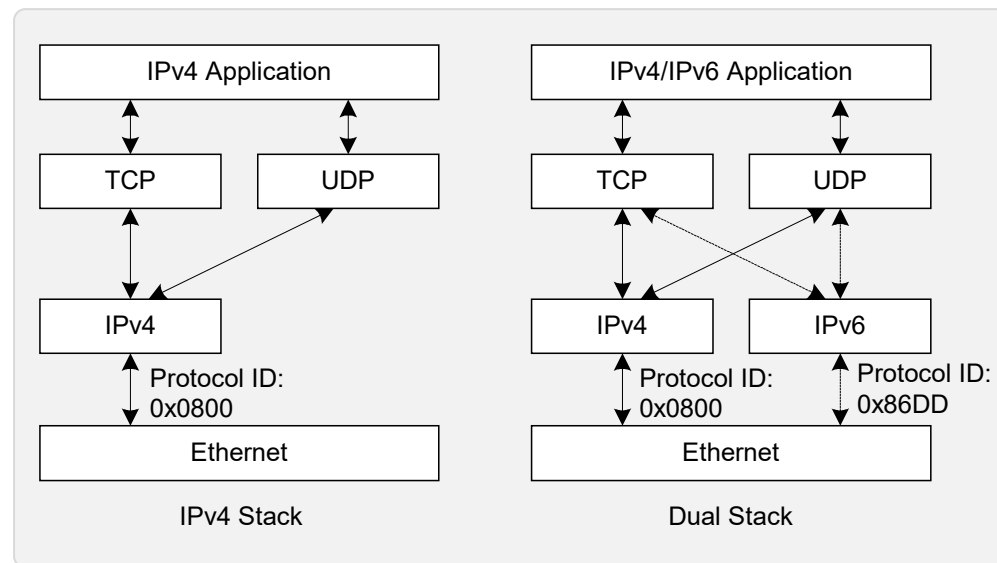 IPv4 Application
TCP
UDP
IPv4
Protocol ID:
0x0800
Ethernet
IPv4 Stack
IPv4/IPv6 Application
TCP
UDP
IPv4
IPv6
Protocol ID:
0x0800
Protocol ID:
0x86DD
Ethernet
Dual Stack